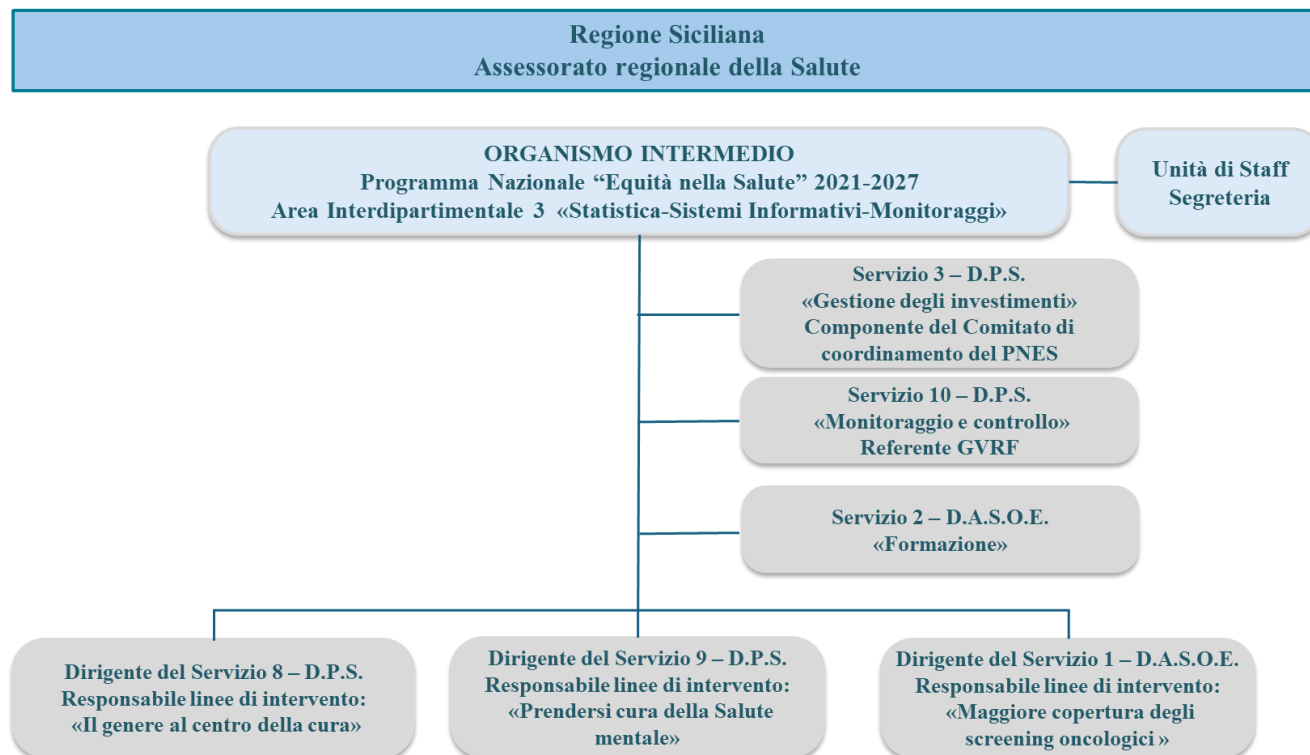 Regione Siciliana
Assessorato regionale della Salute
ORGANISMO INTERMEDIO
Programma Nazionale “Equità nella Salute” 2021-2027
Area Interdipartimentale 3 «Statistica-Sistemi Informativi-Monitoraggi»
Unità di Staff
Segreteria
Servizio 3 – D.P.S.
«Gestione degli investimenti»
Componente del Comitato di
coordinamento del PNES
Servizio 10 – D.P.S.
«Monitoraggio e controllo»
Referente GVRF
Servizio 2 – D.A.S.O.E.
«Formazione»
Dirigente del Servizio 8 – D.P.S.
Responsabile linee di intervento:
«Il genere al centro della cura»
Dirigente del Servizio 9 – D.P.S.
Responsabile linee di intervento:
«Prendersi cura della Salute
mentale»
Dirigente del Servizio 1 – D.A.S.O.E.
Responsabile linee di intervento:
«Maggiore copertura degli
screening oncologici »